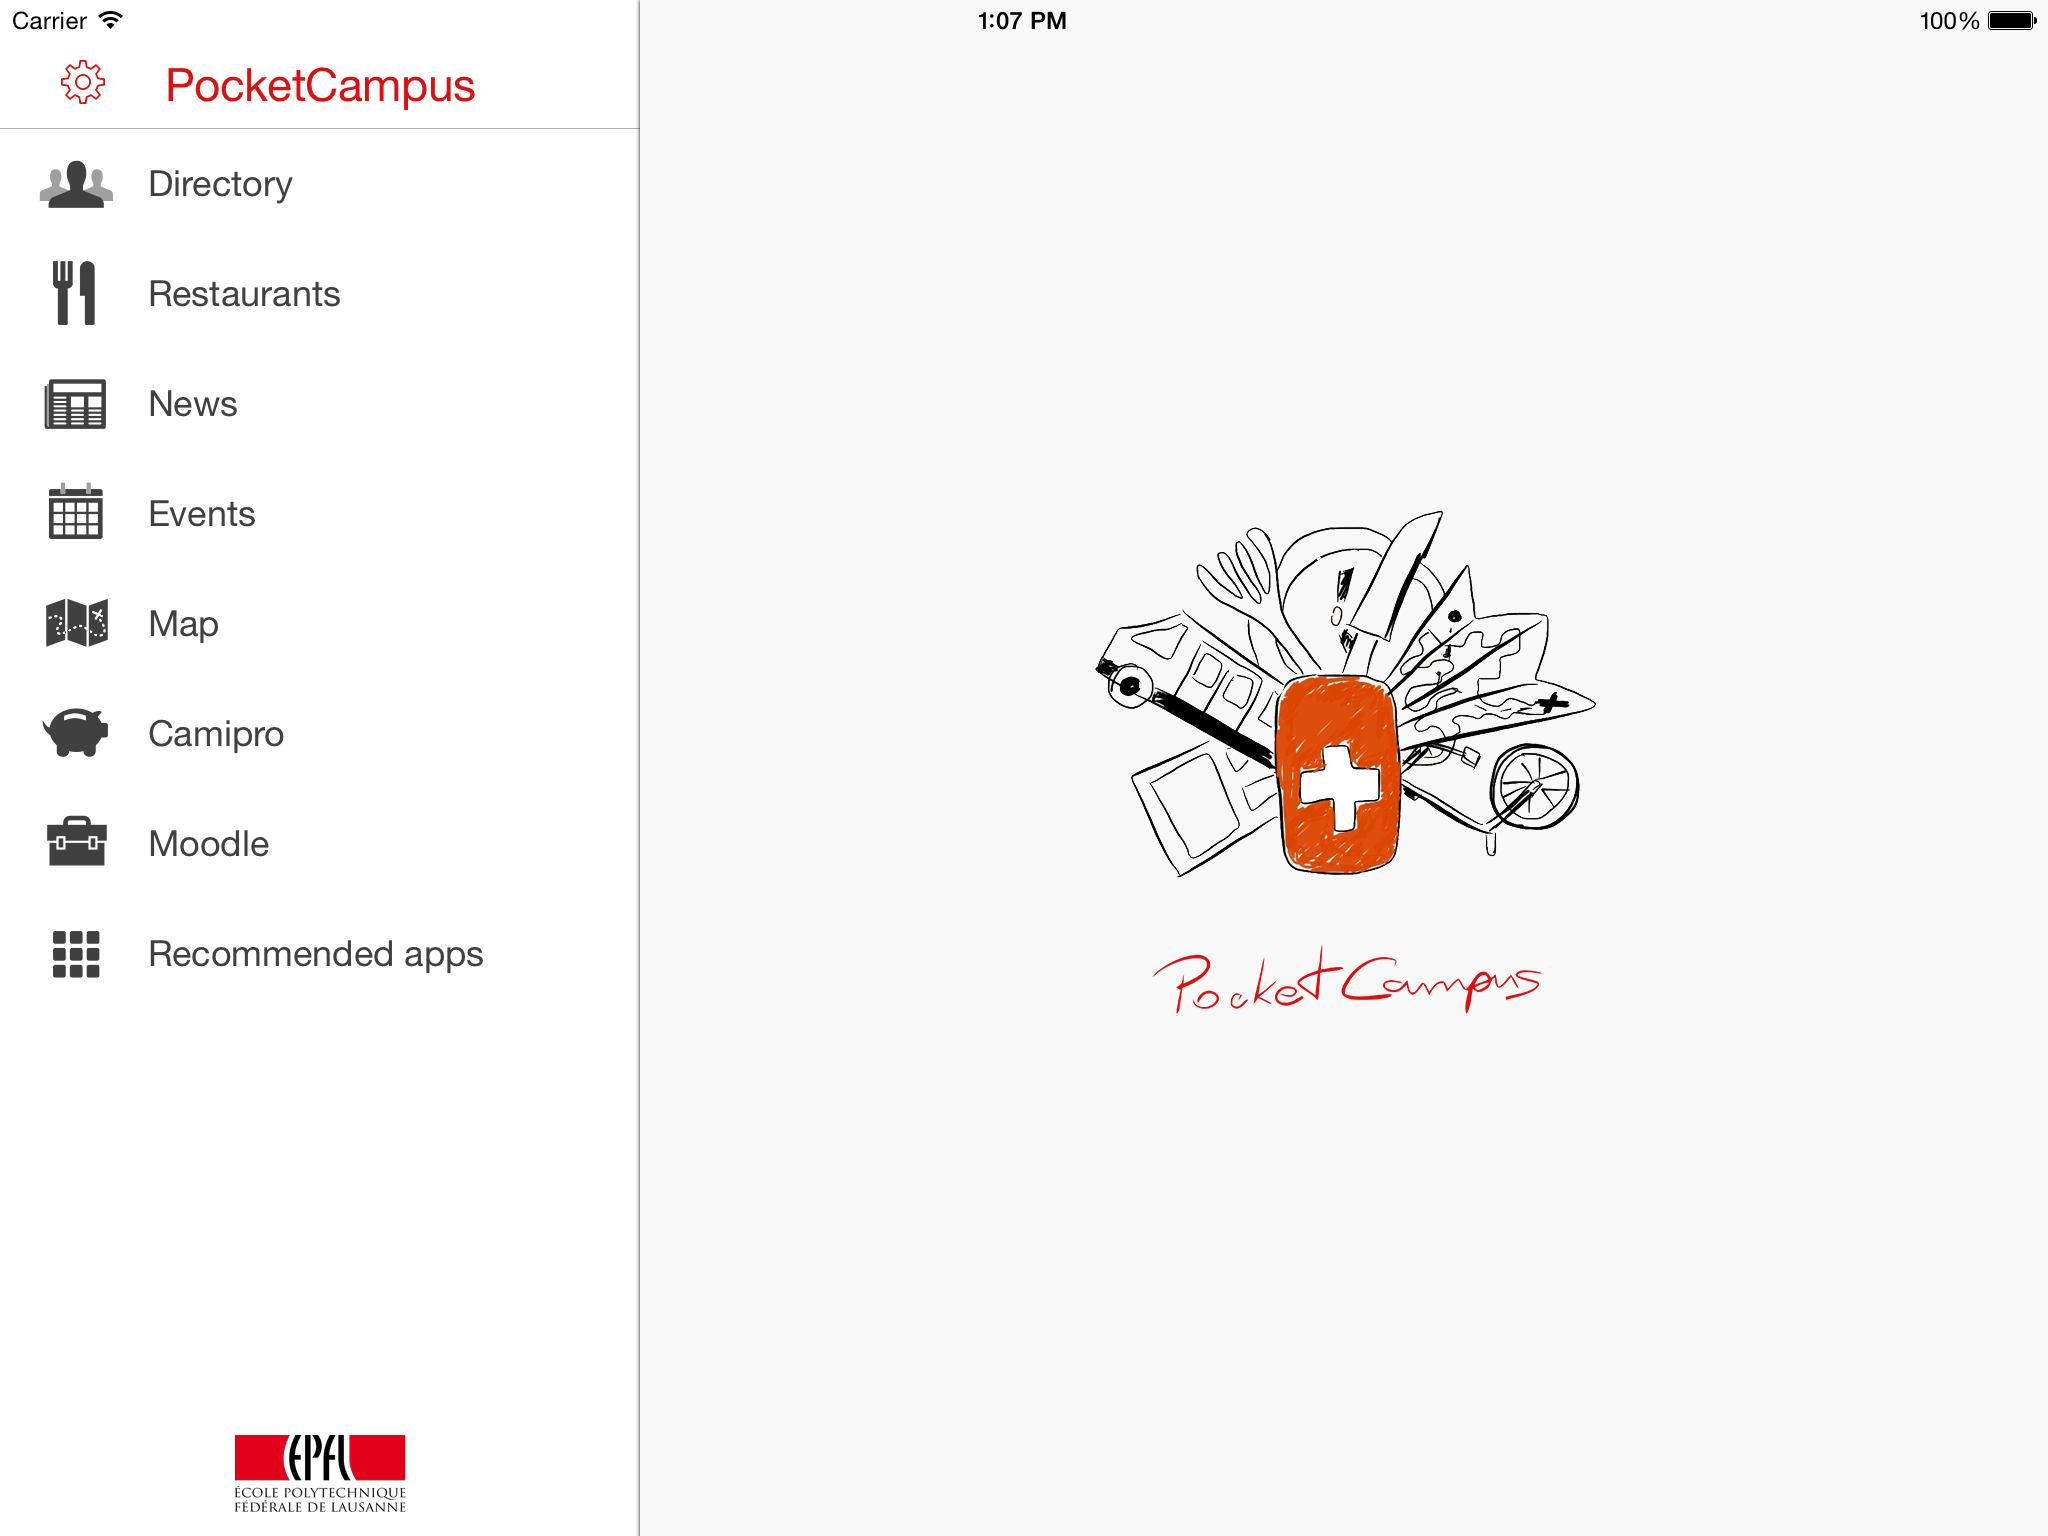 Carrier 1:07 PM 100%
PocketCampus
Directory
Restaurants
News
Events
Map
Camipro
Moodle
Recommended apps
PocketCampus
EPFL
ÉCOLE POLYTECHNIQUE
FÉDÉRALE DE LAUSANNE